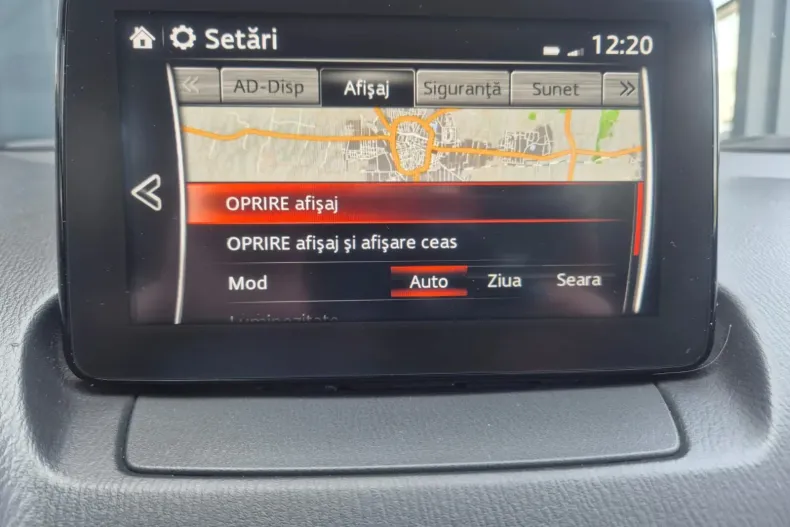 Setări 12:20
AD-Disp Afişaj Siguranţă Sunet
OPRIRE afişaj
OPRIRE afişaj şi afişare ceas
Mod Auto Ziua Seara
Luminozitate